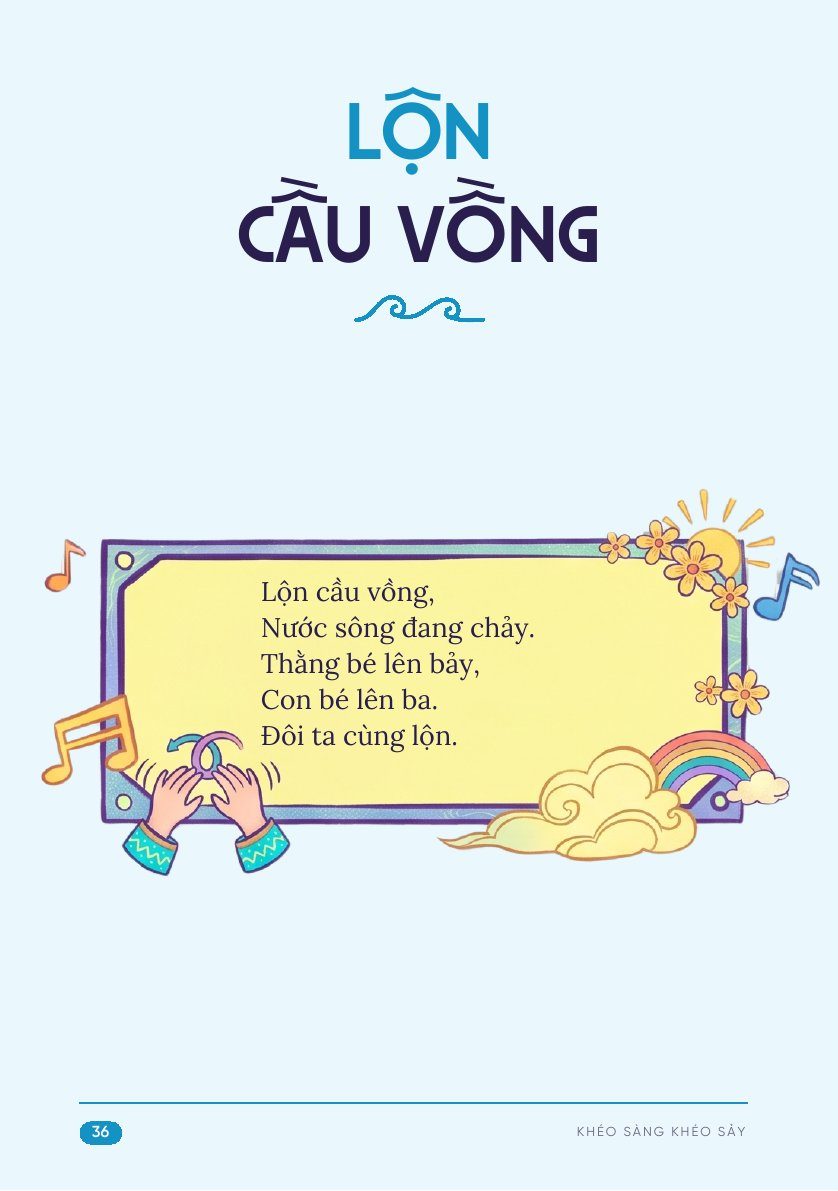 LỘN
CẦU VỒNG
Lộn cầu vồng,
Nước sông đang chảy.
Thằng bé lên bảy,
Con bé lên ba.
Đôi ta cùng lộn.
36
KHÉO SÀNG KHÉO SẢY